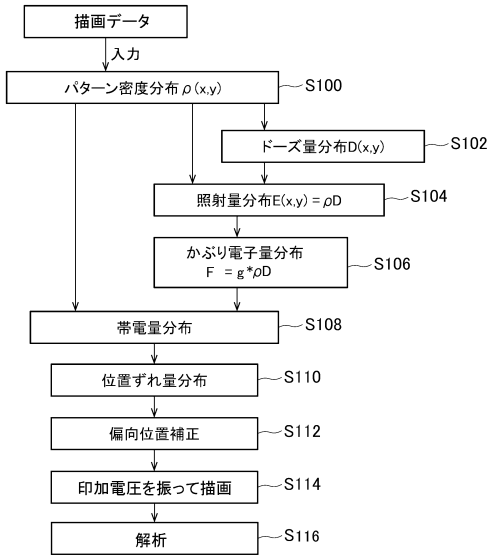 描画データ
入力
パターン密度分布ρ(x,y)
S100
ドーズ量分布D(x,y)
S102
照射量分布E(x,y)=ρD
S104
かぶり電子量分布
F =g*ρD
S106
帯電量分布
S108
位置ずれ量分布
S110
偏向位置補正
S112
印加電圧を振って描画
S114
解析
S116